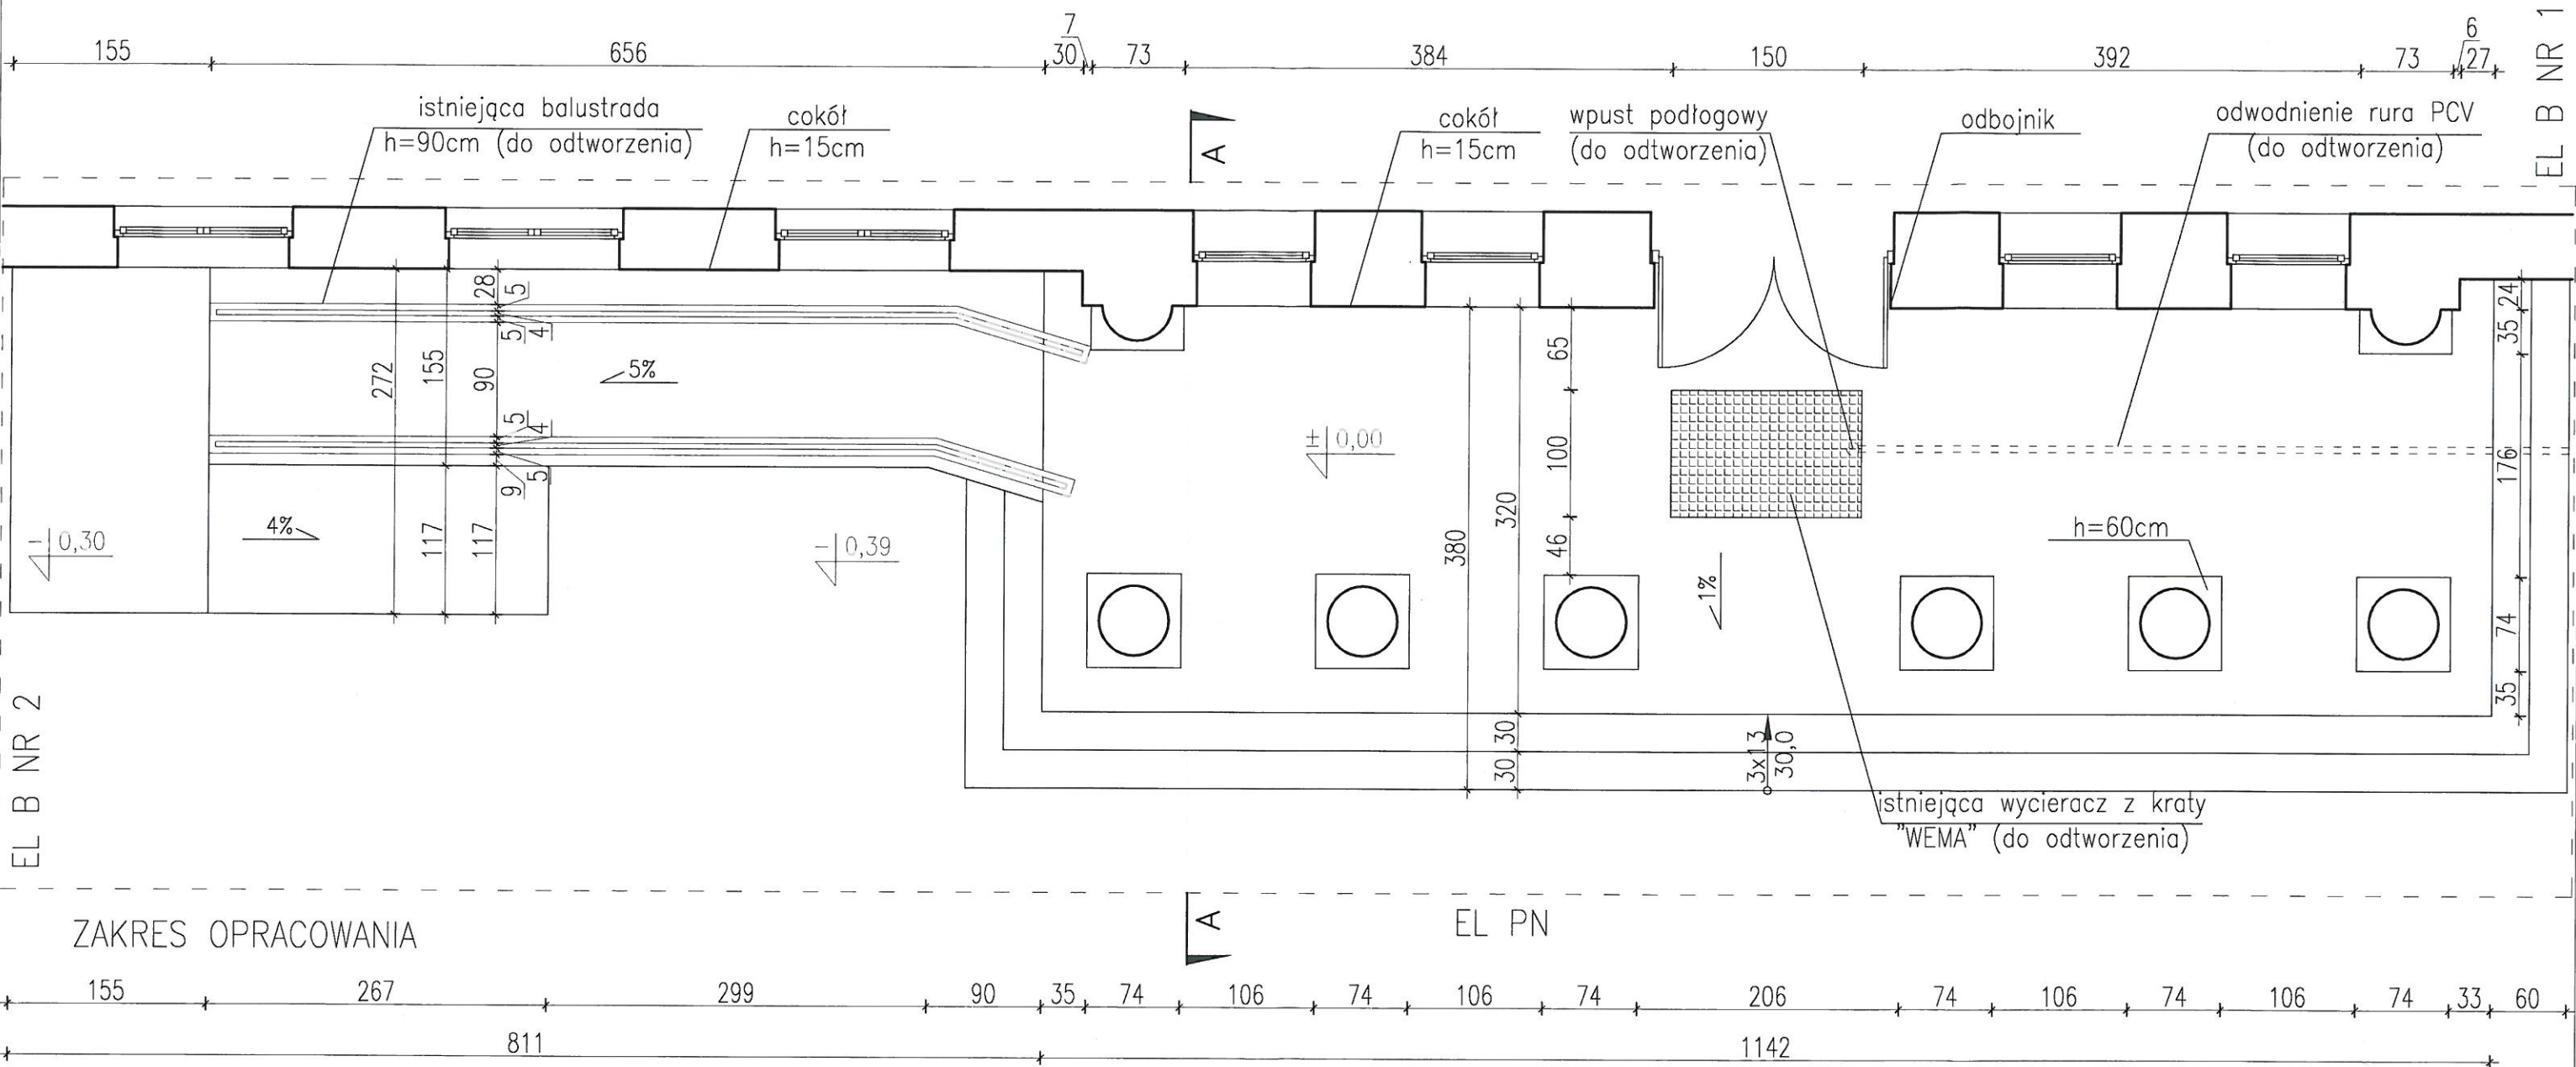 155 656 30 7 73 384 150 392 73 6 27
EL B NR 1
istniejąca balustrada
h=90cm (do odtworzenia)
cokół
h=15cm
A
cokół
h=15cm
wpust podłogowy
(do odtworzenia)
odbojnik
odwodnienie rura PCV
(do odtworzenia)
28 5
5 4
272 155 90
5%
5 4
9 5
4%
117 117
-0,30
-0,39
±0,00
65
100
46
380 320
30 30
1%
h=60cm
24
35
176
74
35
3x13
30,0
istniejąca wycieracz z kraty
"WEMA" (do odtworzenia)
EL B NR 2
ZAKRES OPRACOWANIA
A
EL PN
155 267 299 90 35 74 106 74 106 74 206 74 106 74 106 74 33 60
811 1142